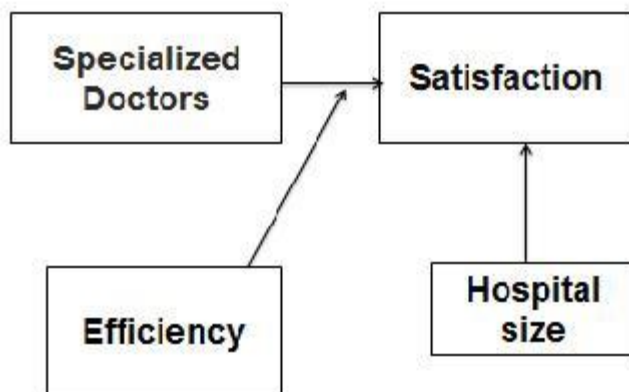 Specialized
Doctors
Satisfaction
Efficiency
Hospital
size